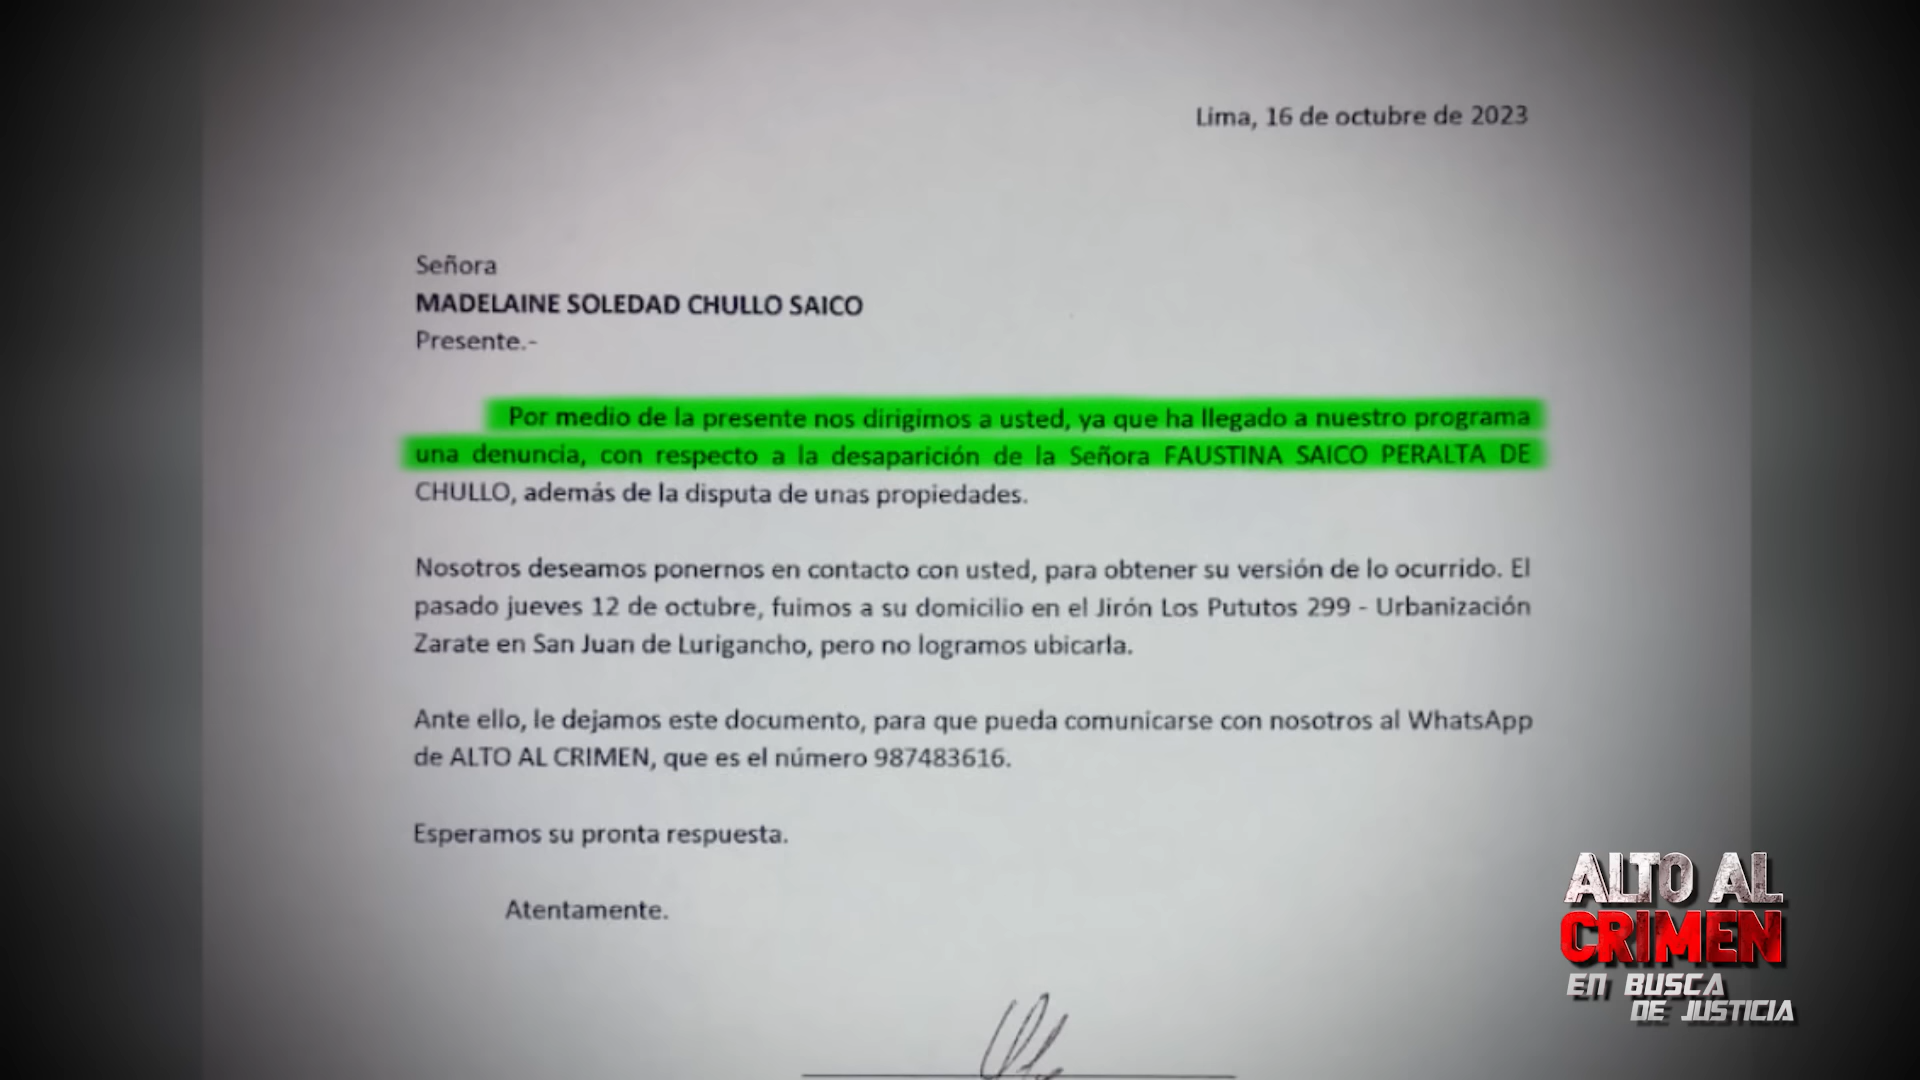 Lima, 16 de octubre de 2023
Señora
MADELAINE SOLEDAD CHULLO SAICO
Presente.-
Por medio de la presente nos dirigimos a usted, ya que ha llegado a nuestro programa
una denuncia, con respecto a la desaparición de la Señora FAUSTINA SAICO PERALTA DE
CHULLO, además de la disputa de unas propiedades.
Nosotros deseamos ponernos en contacto con usted, para obtener su versión de lo ocurrido. El
pasado jueves 12 de octubre, fuimos a su domicilio en el Jirón Los Pututos 299 - Urbanización
Zarate en San Juan de Lurigancho, pero no logramos ubicarla.
Ante ello, le dejamos este documento, para que pueda comunicarse con nosotros al WhatsApp
de ALTO AL CRIMEN, que es el número 987483616.
Esperamos su pronta respuesta.
Atentamente.
ALTO AL
CRIMEN
EN BUSCA
DE JUSTICIA